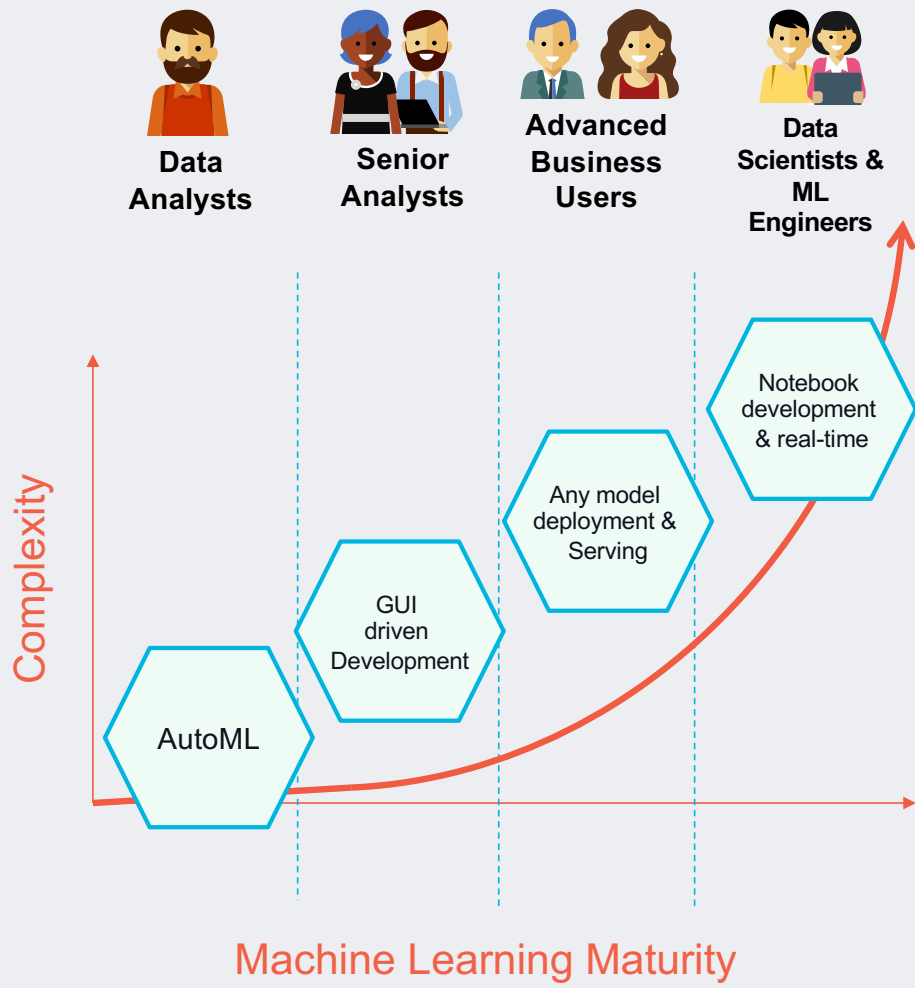 Data
Analysts
Senior
Analysts
Advanced
Business
Users
Data
Scientists &
ML
Engineers
Notebook
development
& real-time
Any model
deployment &
Serving
GUI
driven
Development
AutoML
Complexity
Machine Learning Maturity